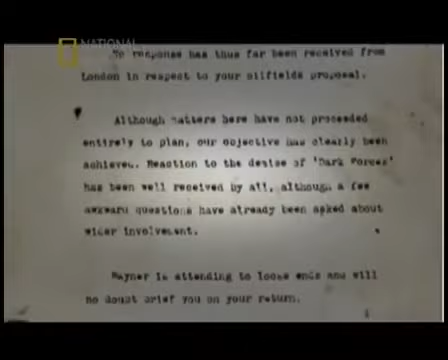 NATIONAL
No response has thus far been received from
London in respect to your oilfields proposal.
Although matters here have not proceeded
entirely to plan, our objective has clearly been
achieved. Reaction to the demise of 'Dark Forces'
has been well received by all, although a few
awkward questions have already been asked about
wider involvement.
Rayner is attending to loose ends and will
no doubt brief you on your return.